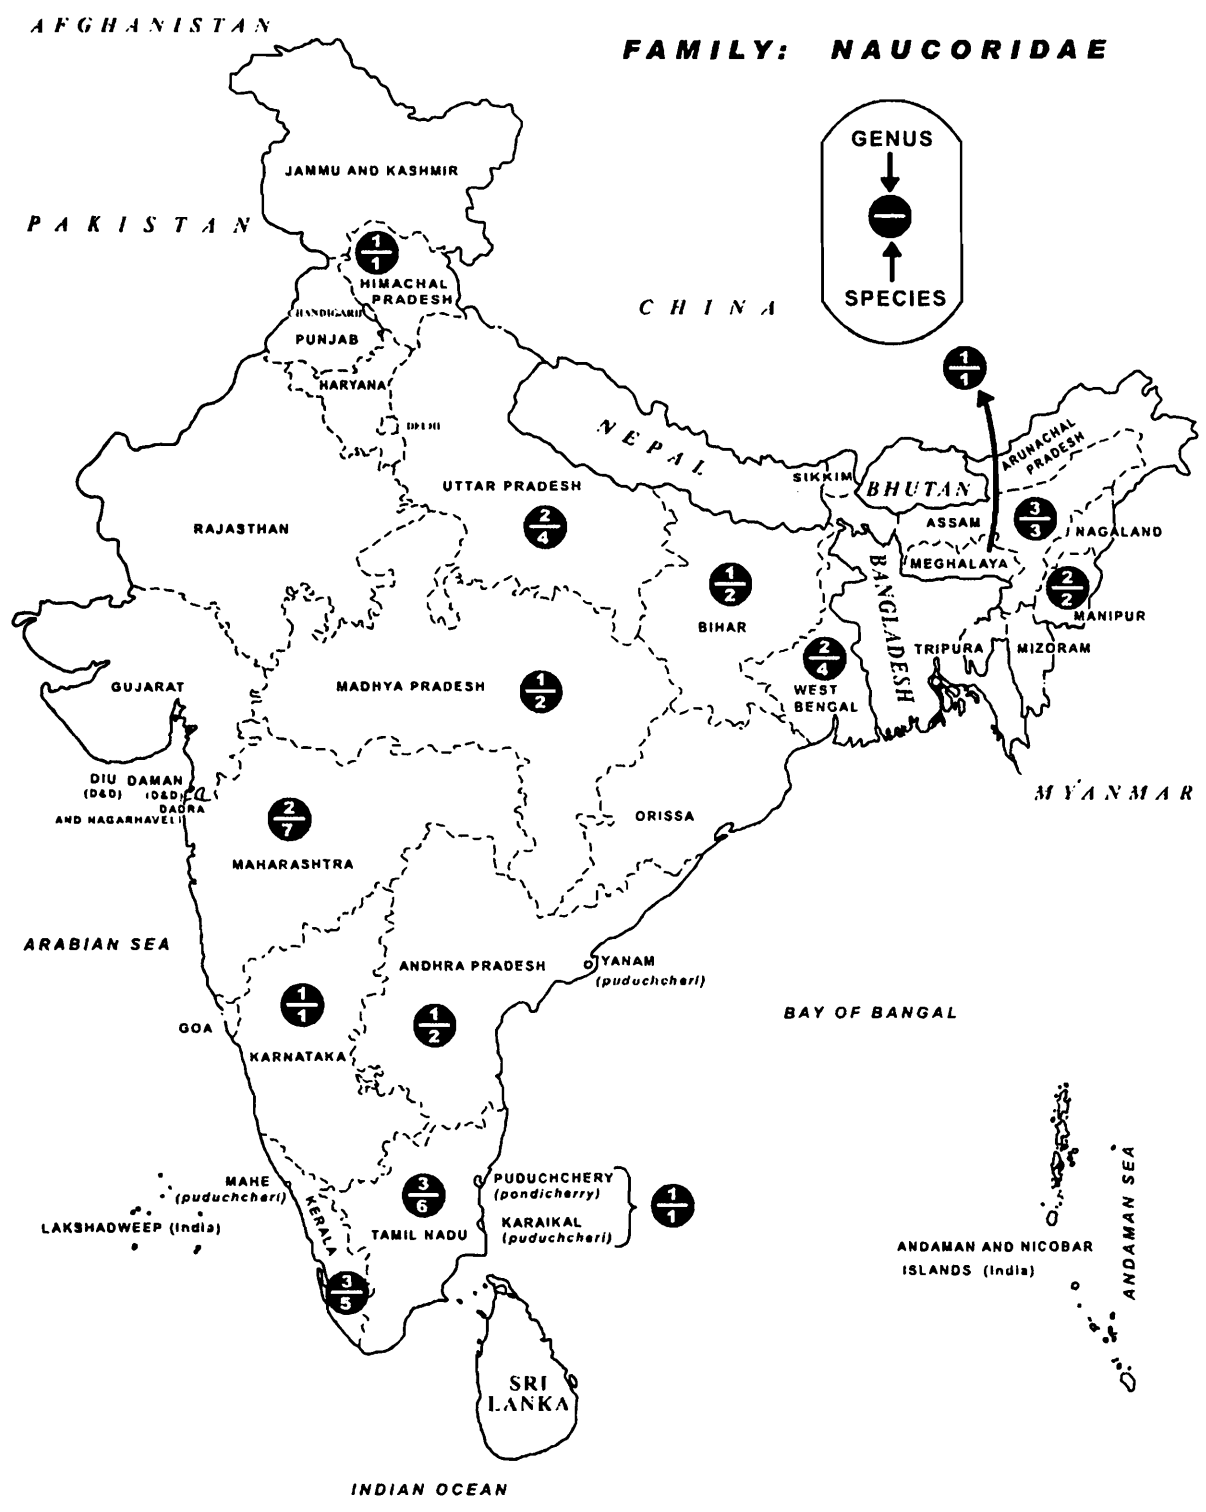 AFGHANISTAN
FAMILY: NAUCORIDAE
GENUS
SPECIES
JAMMU AND KASHMIR
PAKISTAN
1
1
HIMACHAL
PRADESH
CHINA
CHANDIGARH
PUNJAB
HARYANA
DELHI
1
1
NEPAL
SIKKIM
BHUTAN
ARUNACHAL
PRADESH
UTTAR PRADESH
2
4
RAJASTHAN
ASSAM
3
3
NAGALAND
MEGHALAYA
BANGLADESH
1
2
BIHAR
2
2
MANIPUR
TRIPURA
MIZORAM
2
4
WEST
BENGAL
GUJARAT
MADHYA PRADESH
1
2
DIU DAMAN
(D&D) (D&D)
DADRA
AND NAGARHAVELI
MYANMAR
2
7
MAHARASHTRA
ORISSA
ARABIAN SEA
ANDHRA PRADESH
YANAM
(puduchcheri)
1
1
GOA
KARNATAKA
1
2
BAY OF BANGAL
MAHE
(puduchcheri)
LAKSHADWEEP (India)
KERALA
3
6
TAMIL NADU
PUDUCHCHERY
(pondicherry)
KARAIKAL
(puduchcheri)
1
1
3
5
ANDAMAN AND NICOBAR
ISLANDS (India)
ANDAMAN SEA
SRI
LANKA
INDIAN OCEAN